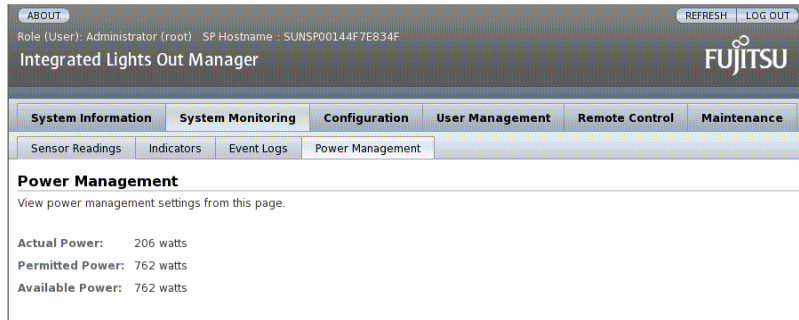 ABOUT
REFRESH LOG OUT
Role (User): Administrator (root) SP Hostname : SUNSP00144F7E834F
Integrated Lights Out Manager
FUJITSU
System Information System Monitoring Configuration User Management Remote Control Maintenance
Sensor Readings Indicators Event Logs Power Management
Power Management
View power management settings from this page.
Actual Power: 206 watts
Permitted Power: 762 watts
Available Power: 762 watts